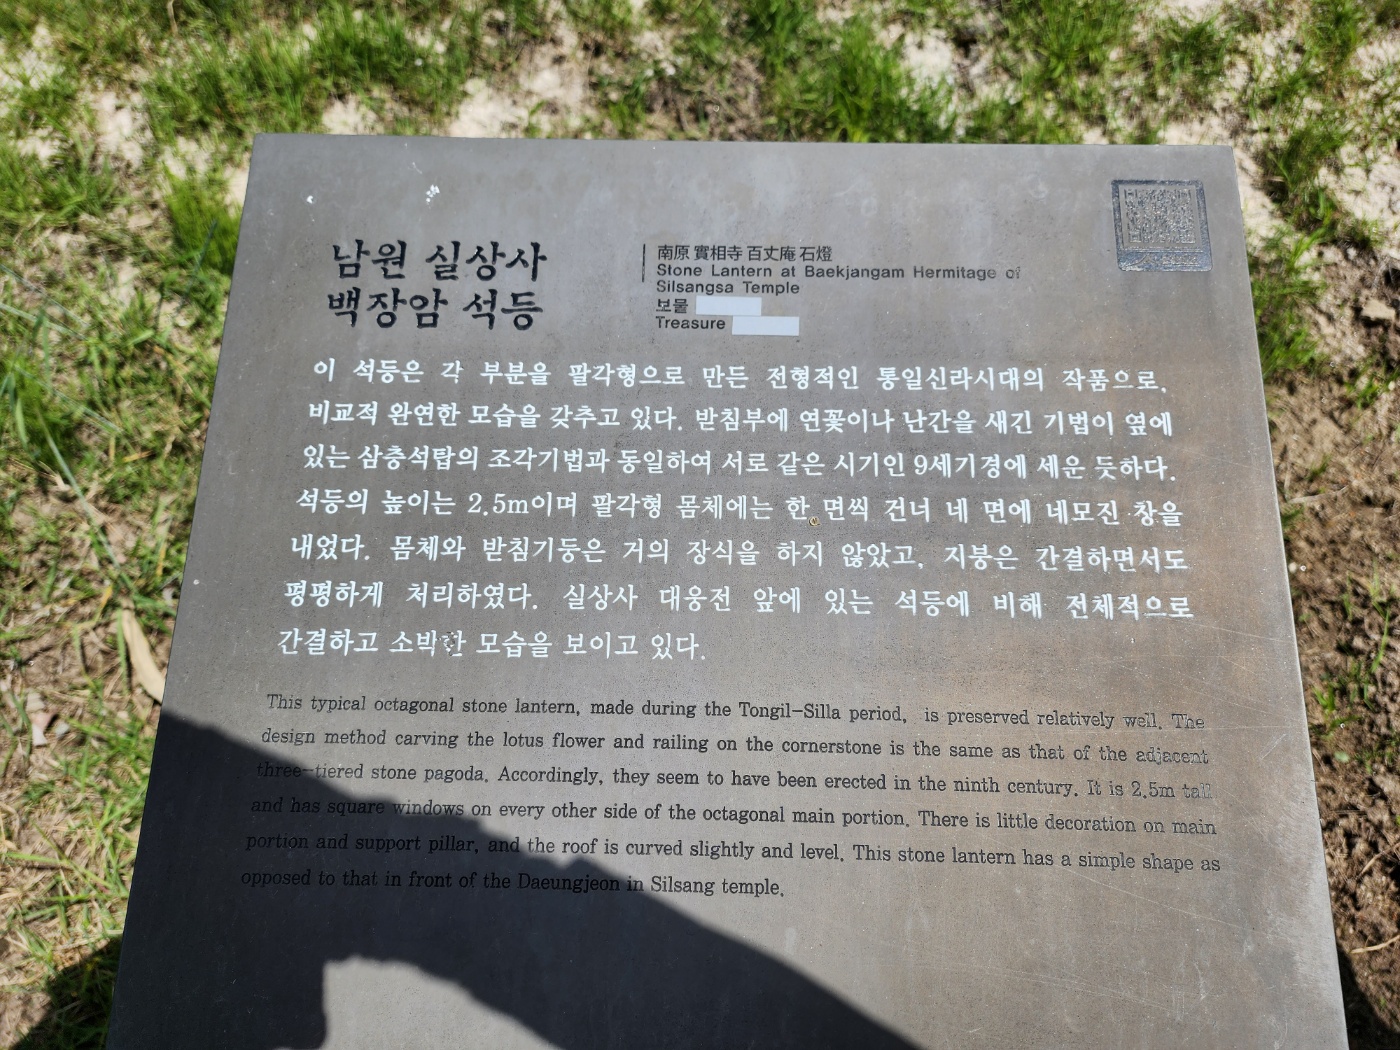 남원 실상사
백장암 석등
南原 實相寺 百丈庵 石燈
Stone Lantern at Baekjangam Hermitage of
Silsangsa Temple
보물
Treasure
이 석등은 각 부분을 팔각형으로 만든 전형적인 통일신라시대의 작품으로,
비교적 완연한 모습을 갖추고 있다. 받침부에 연꽃이나 난간을 새긴 기법이 옆에
있는 삼층석탑의 조각기법과 동일하여 서로 같은 시기인 9세기경에 세운 듯하다.
석등의 높이는 2.5m이며 팔각형 몸체에는 한 면씩 건너 네 면에 네모진 창을
내었다. 몸체와 받침기둥은 거의 장식을 하지 않았고, 지붕은 간결하면서도
평평하게 처리하였다. 실상사 대웅전 앞에 있는 석등에 비해 전체적으로
간결하고 소박한 모습을 보이고 있다.
This typical octagonal stone lantern, made during the Tongil-Silla period, is preserved relatively well. The
design method carving the lotus flower and railing on the cornerstone is the same as that of the adjacent
three-tiered stone pagoda. Accordingly, they seem to have been erected in the ninth century. It is 2.5m tall
and has square windows on every other side of the octagonal main portion. There is little decoration on main
portion and support pillar, and the roof is curved slightly and level. This stone lantern has a simple shape as
opposed to that in front of the Daeungjeon in Silsang temple.